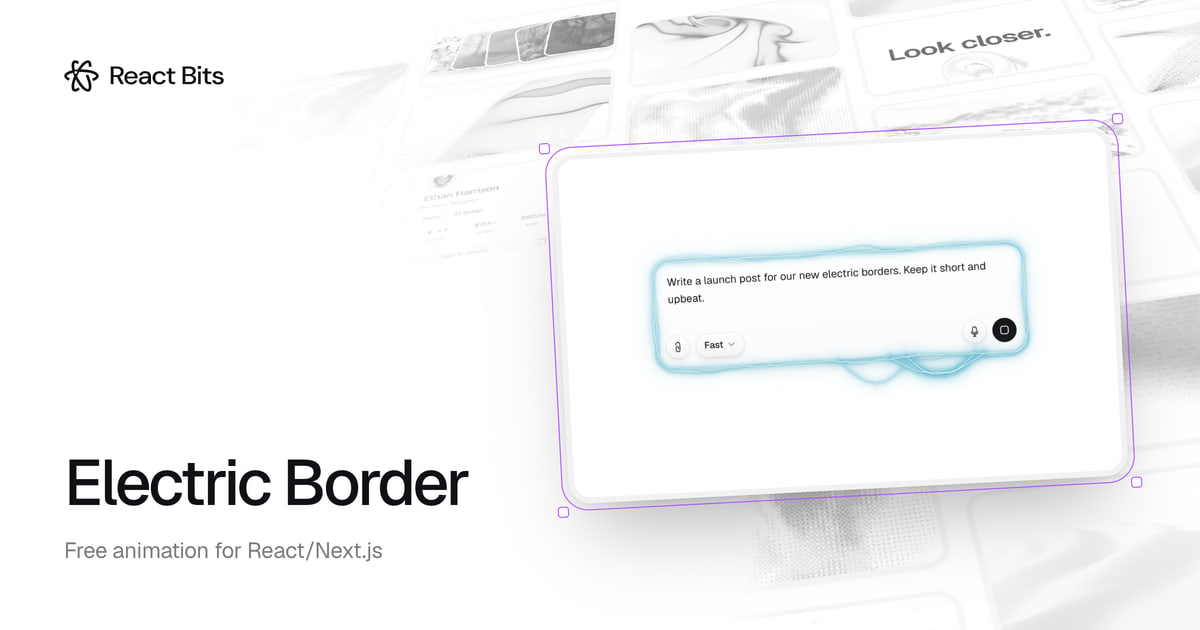 React Bits
Look closer.
Ethan Harrison
Write a launch post for our new electric borders. Keep it short and
upbeat.
Fast
Electric Border
Free animation for React/Next.js